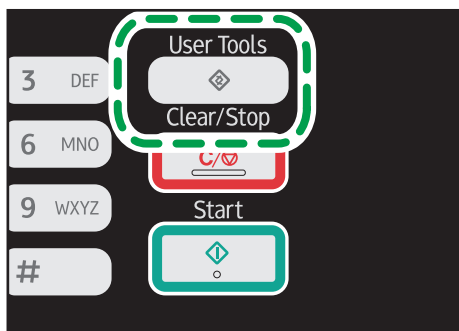 User Tools
3 DEF
Clear/Stop
6 MNO
C/
9 WXYZ
Start
#